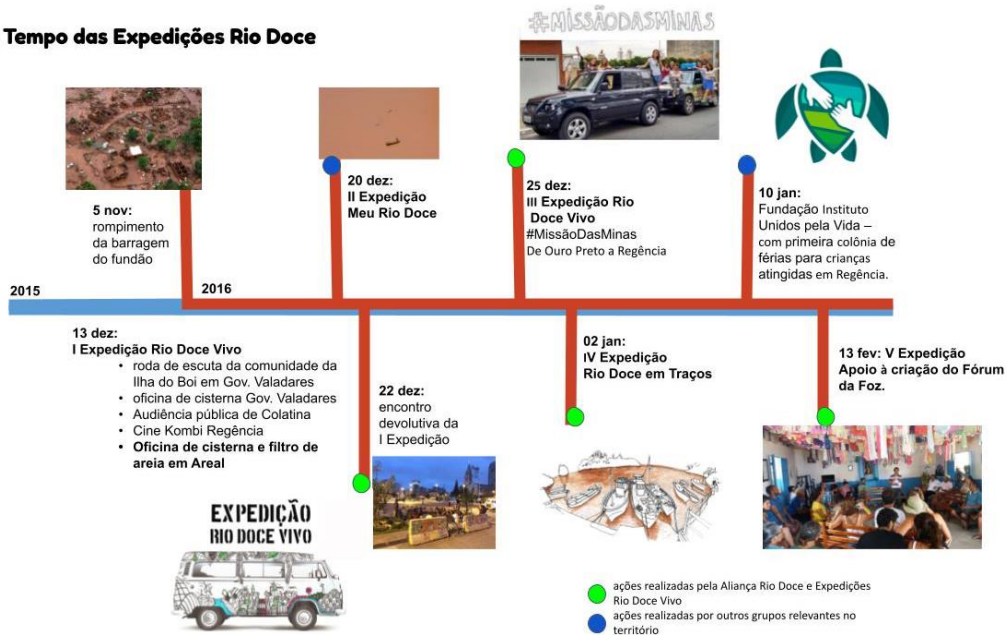 Tempo das Expedições Rio Doce
#MISSÃODASMINAS
5 nov:
rompimento
da barragem
do fundão
20 dez:
II Expedição
Meu Rio Doce
25 dez:
III Expedição Rio
Doce Vivo
#MissãoDasMinas
De Ouro Preto a Regência
10 jan:
Fundação Instituto
Unidos pela Vida –
com primeira colônia de
férias para crianças
atingidas em Regência.
2015
2016
13 dez:
I Expedição Rio Doce Vivo
• roda de escuta da comunidade da
Ilha do Boi em Gov. Valadares
• oficina de cisterna Gov. Valadares
• Audiência pública de Colatina
• Cine Kombi Regência
• Oficina de cisterna e filtro de
areia em Areal
22 dez:
encontro
devolutiva da
I Expedição
02 jan:
IV Expedição
Rio Doce em Traços
13 fev: V Expedição
Apoio à criação do Fórum
da Foz.
EXPEDIÇÃO
RIO DOCE VIVO
ações realizadas pela Aliança Rio Doce e Expedições
Rio Doce Vivo
ações realizadas por outros grupos relevantes no
território